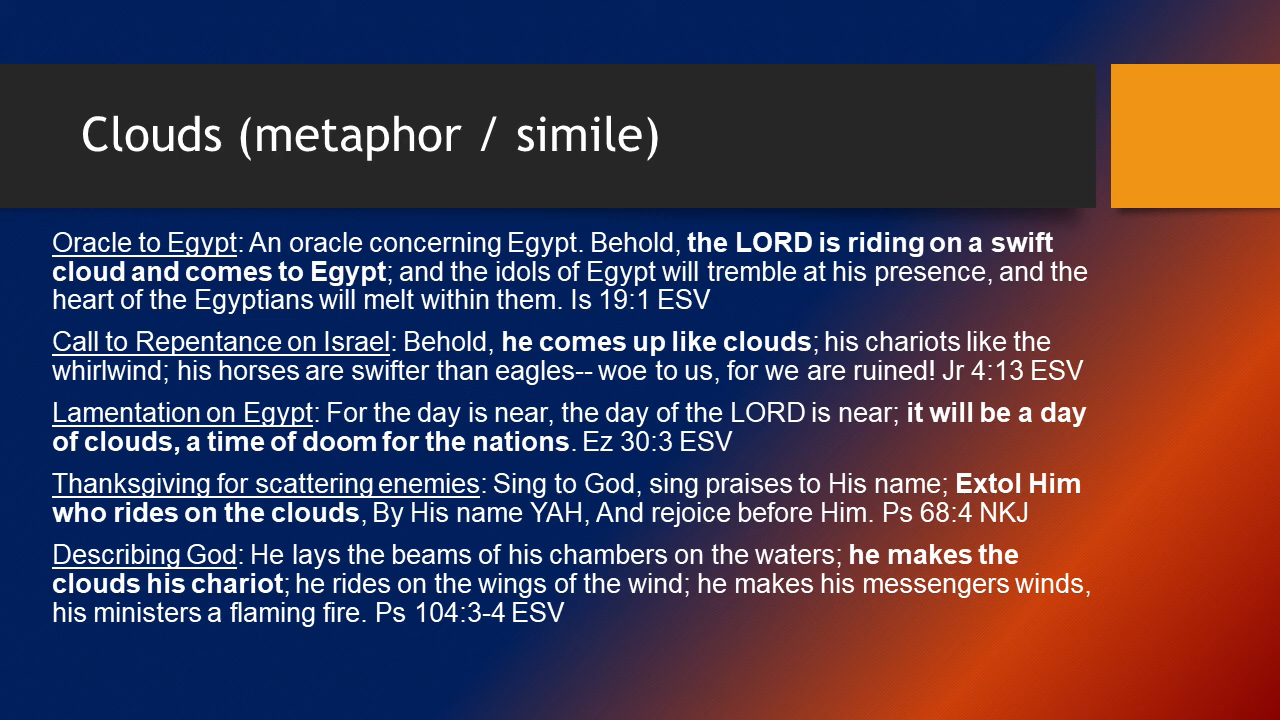 Clouds (metaphor / simile)
Oracle to Egypt: An oracle concerning Egypt. Behold, the LORD is riding on a swift
cloud and comes to Egypt; and the idols of Egypt will tremble at his presence, and the
heart of the Egyptians will melt within them. Is 19:1 ESV
Call to Repentance on Israel: Behold, he comes up like clouds; his chariots like the
whirlwind; his horses are swifter than eagles-- woe to us, for we are ruined! Jr 4:13 ESV
Lamentation on Egypt: For the day is near, the day of the LORD is near; it will be a day
of clouds, a time of doom for the nations. Ez 30:3 ESV
Thanksgiving for scattering enemies: Sing to God, sing praises to His name; Extol Him
who rides on the clouds, By His name YAH, And rejoice before Him. Ps 68:4 NKJ
Describing God: He lays the beams of his chambers on the waters; he makes the
clouds his chariot; he rides on the wings of the wind; he makes his messengers winds,
his ministers a flaming fire. Ps 104:3-4 ESV